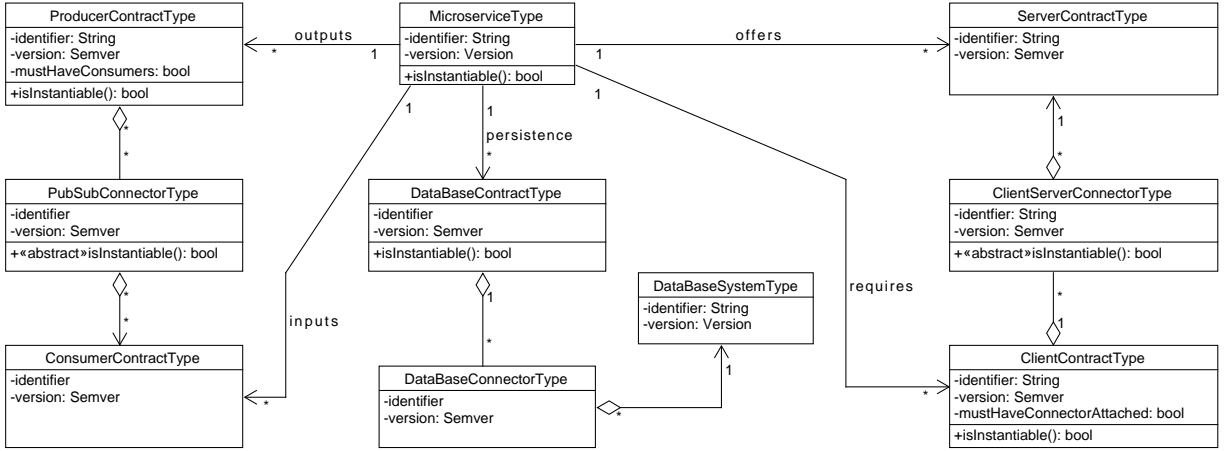 ProducerContractType
-identifier: String
-version: Semver
-mustHaveConsumers: bool
+isInstantiable(): bool
outputs
*
1
MicroserviceType
-identifier: String
-version: Version
+isInstantiable(): bool
1
offers
*
ServerContractType
-identifier: String
-version: Semver
1
1
1
*
*
persistence
*
1
*
PubSubConnectorType
-identifier
-version: Semver
+«abstract»isInstantiable(): bool
DataBaseContractType
-identifier
-version: Semver
+isInstantiable(): bool
ClientServerConnectorType
-identfier: String
-version: Semver
+«abstract»isInstantiable(): bool
*
*
inputs
1
*
DataBaseSystemType
-identifier: String
-version: Version
requires
*
1
ConsumerContractType
-identifier
-version: Semver
*
DataBaseConnectorType
-identifier
-version: Semver
*
1
*
ClientContractType
-identifier: String
-version: Semver
-mustHaveConnectorAttached: bool
+isInstantiable(): bool